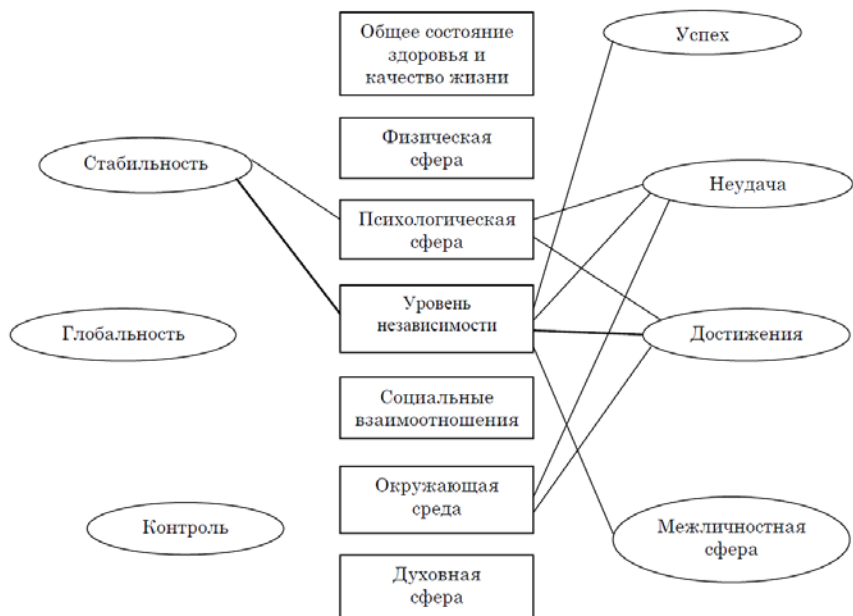 Общее состояние
здоровья и
качество жизни
Успех
Физическая
сфера
Стабильность
Неудача
Психологическая
сфера
Уровень
независимости
Глобальность
Достижения
Социальные
взаимоотношения
Окружающая
среда
Контроль
Межличностная
сфера
Духовная
сфера